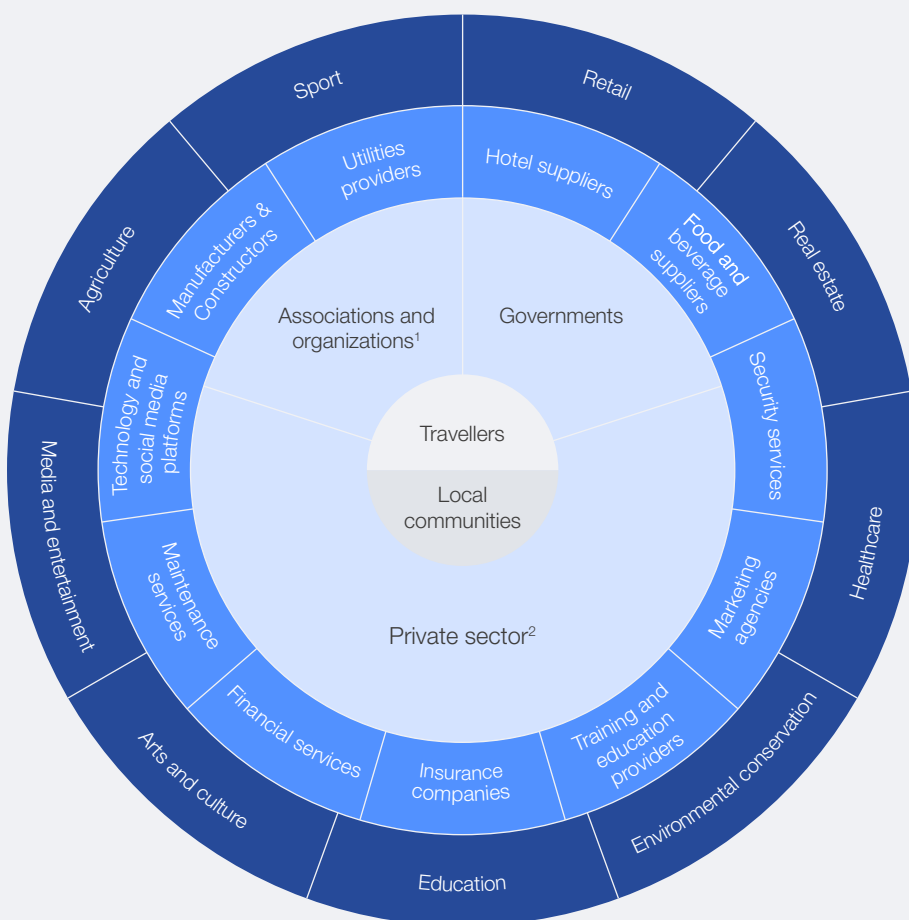 Sport
Retail
Real estate
Healthcare
Environmental conservation
Education
Arts and culture
Media and entertainment
Agriculture
Utilities
providers
Hotel suppliers
Food and
beverage
suppliers
Security services
Marketing
agencies
Training and
education
providers
Insurance
companies
Financial services
Maintenance
services
Technology and
social media
platforms
Manufacturers &
Constructors
Associations and
organizations¹
Governments
Private sector²
Travellers
Local
communities